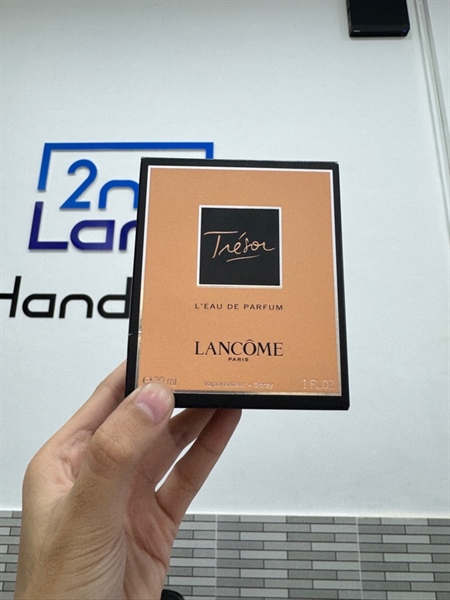 2n
Lan
Hand
Trésor
L'EAU DE PARFUM
LANCÔME
PARIS
℮30 ml
Vaporisateur - Spray
1 FL.OZ